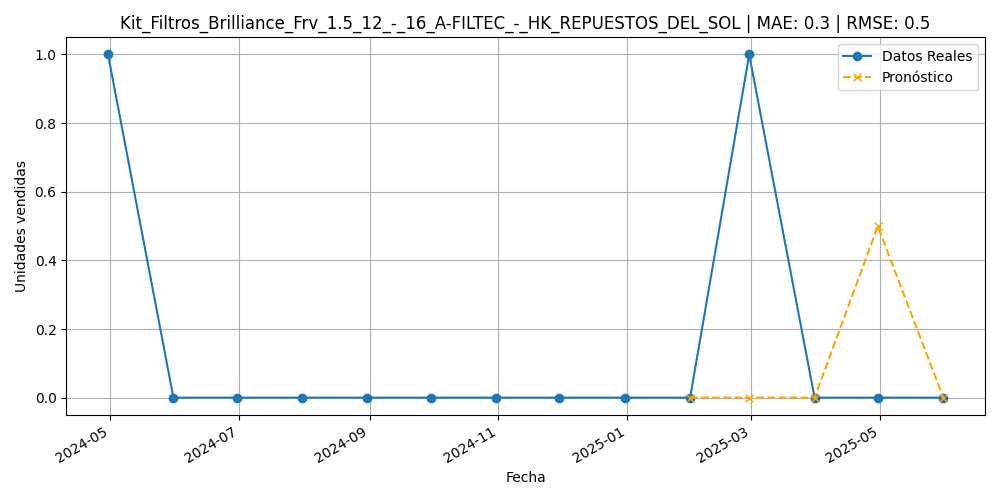 Kit_Filtros_Brilliance_Frv_1.5_12_-_16_A-FILTEC_-_HK_REPUESTOS_DEL_SOL | MAE: 0.3 | RMSE: 0.5
Datos Reales
Pronóstico
Unidades vendidas
1.0
0.8
0.6
0.4
0.2
0.0
2024-05
2024-07
2024-09
2024-11
2025-01
2025-03
2025-05
Fecha